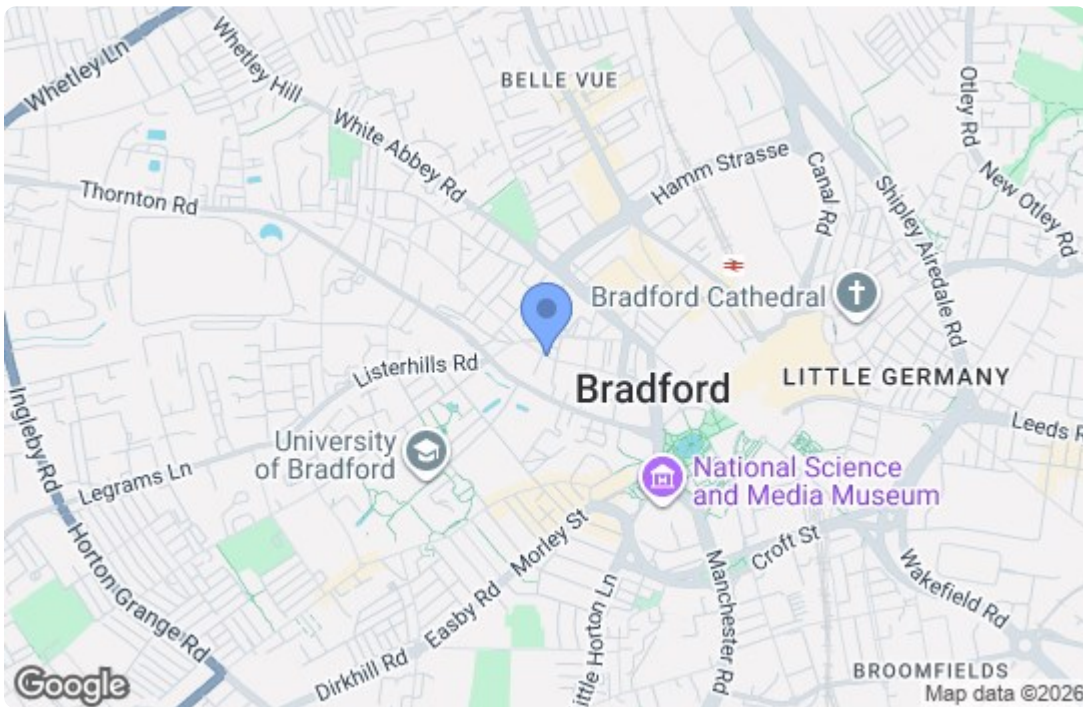 Whetley Ln
Whetley Hill
BELLE VUE
Otley Rd
White Abbey Rd
Hamm Strasse
Canal Rd
New Otley Rd
Thornton Rd
Shipley Airedale Rd
Bradford Cathedral
Listerhills Rd
Bradford
LITTLE GERMANY
Ingleby Rd
Leeds R
University
of Bradford
National Science
and Media Museum
Legrams Ln
Morley St
Croft St
Horton Grange Rd
Easby Rd
Little Horton Ln
Manchester Rd
Wakefield Rd
Dirkhill Rd
BROOMFIELDS
Google
Map data ©2026